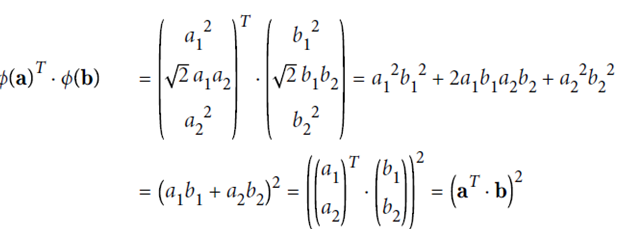 ϕ(𝐚)ᵀ · ϕ(𝐛) = (a₁² √2 a₁a₂ a₂²)ᵀ · (b₁² √2 b₁b₂ b₂²) = a₁²b₁² + 2a₁b₁a₂b₂ + a₂²b₂²
= (a₁b₁ + a₂b₂)² = ((a₁ a₂)ᵀ · (b₁ b₂))² = (𝐚ᵀ · 𝐛)²